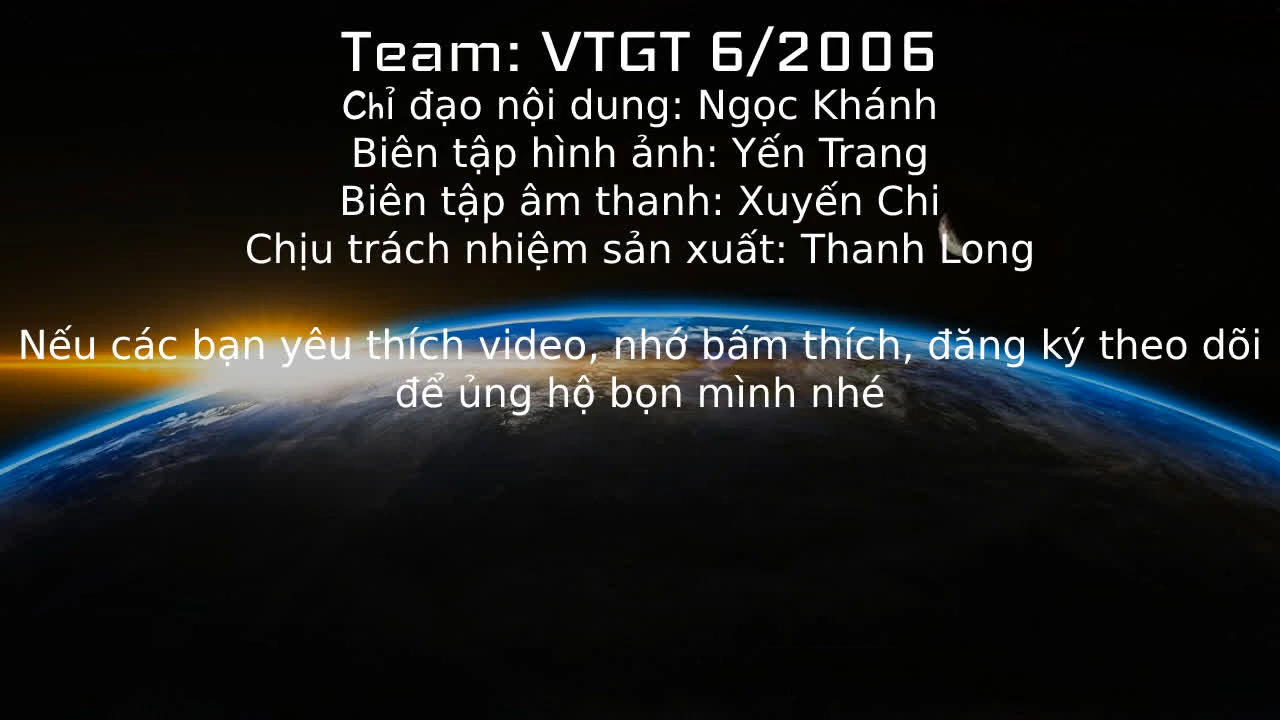 Team: VTGT 6/2006
Chỉ đạo nội dung: Ngọc Khánh
Biên tập hình ảnh: Yến Trang
Biên tập âm thanh: Xuyến Chi
Chịu trách nhiệm sản xuất: Thanh Long
Nếu các bạn yêu thích video, nhớ bấm thích, đăng ký theo dõi
để ủng hộ bọn mình nhé